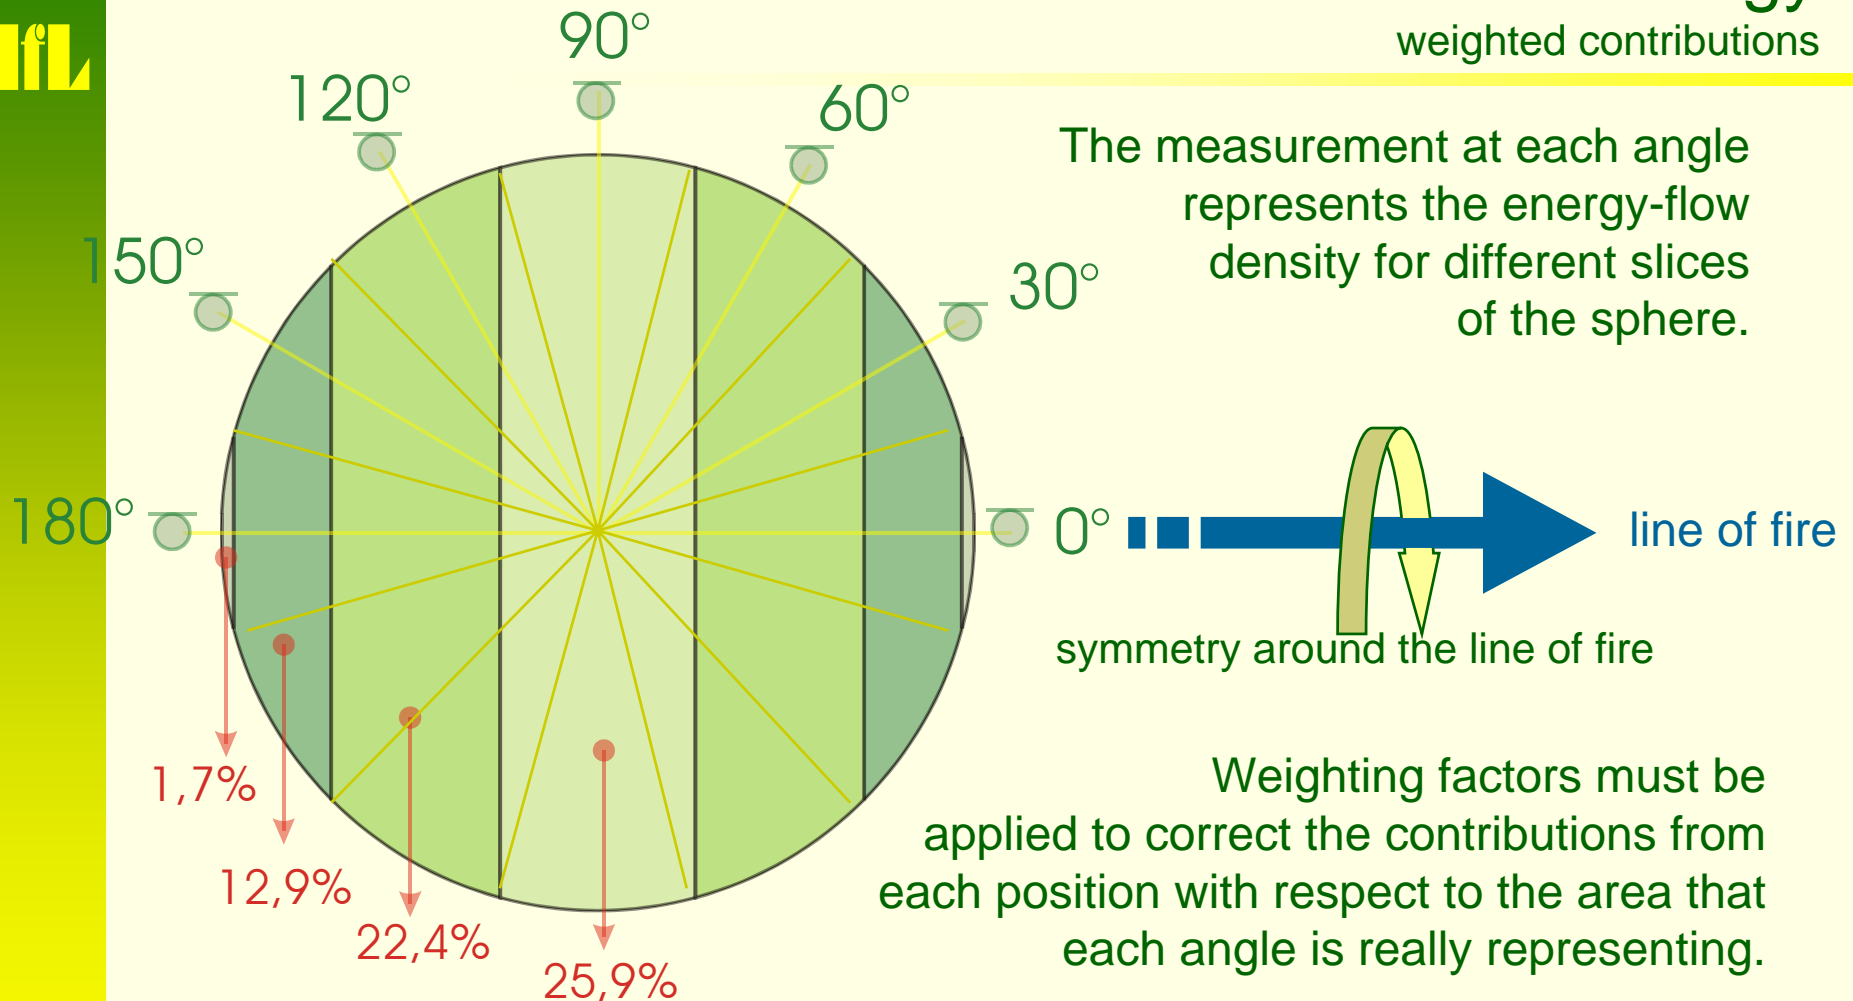 IfL
gy
weighted contributions
90°
120°
60°
150°
30°
180°
0°
The measurement at each angle
represents the energy-flow
density for different slices
of the sphere.
line of fire
symmetry around the line of fire
1,7%
12,9%
22,4%
25,9%
Weighting factors must be
applied to correct the contributions from
each position with respect to the area that
each angle is really representing.